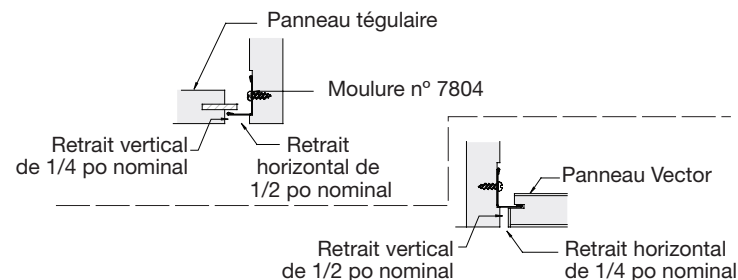 Panneau tégulaire
Moulure nº 7804
Retrait vertical
de 1/4 po nominal
Retrait
horizontal de
1/2 po nominal
Panneau Vector
Retrait vertical
de 1/2 po nominal
Retrait horizontal
de 1/4 po nominal